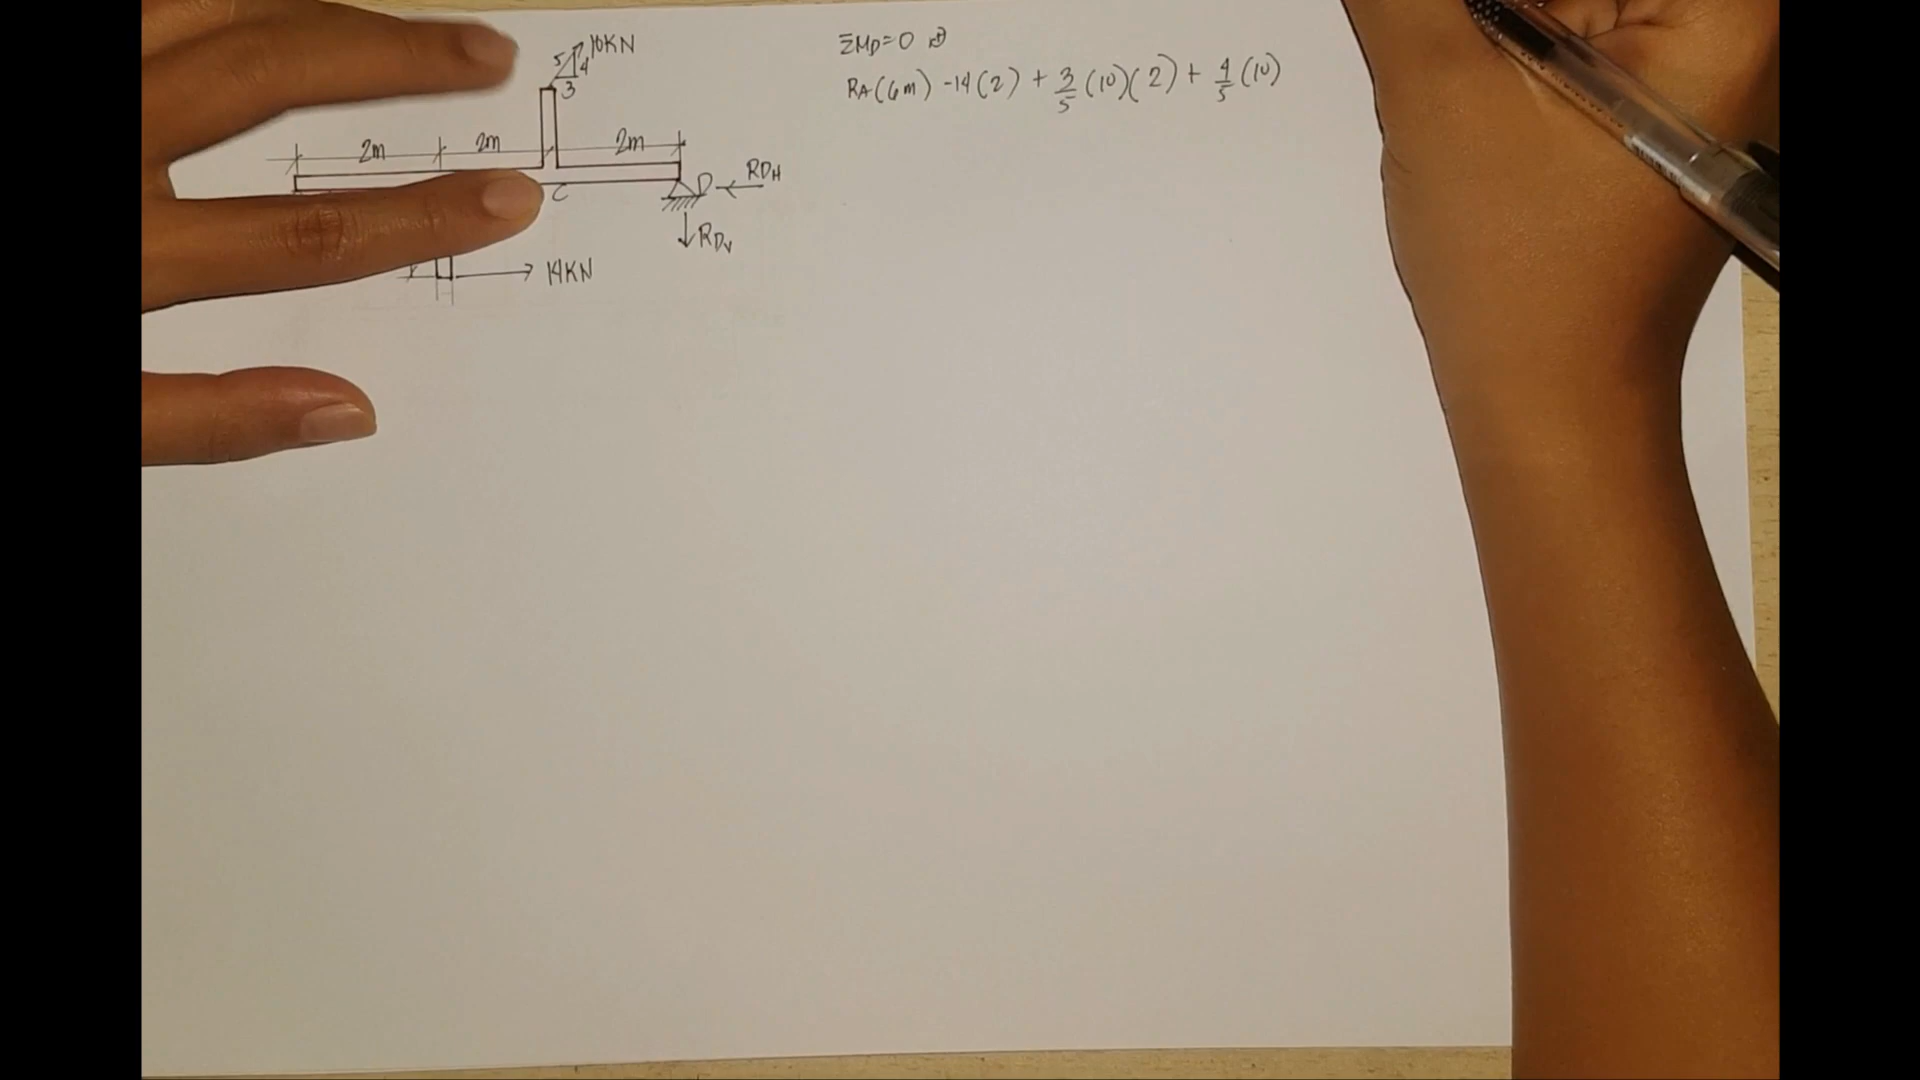 10KN
5 4
3
2m 2m 2m
C D RDH
RDV
14KN
ΣMD=0
RA(6m) -14(2) + 3/5 (10)(2) + 4/5 (10)